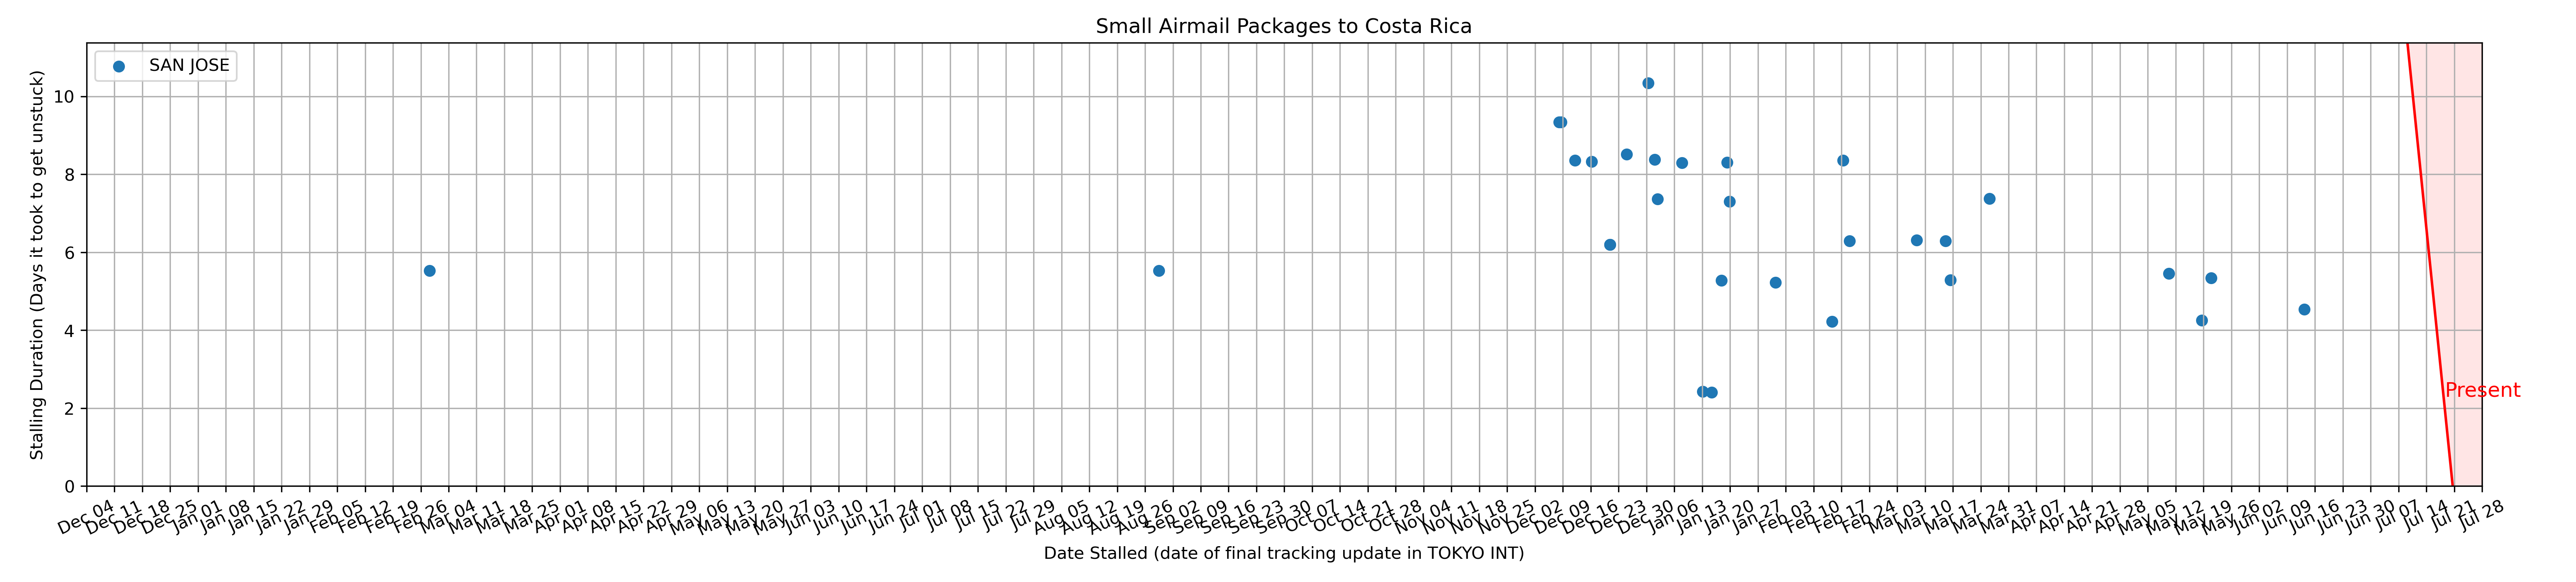 Small Airmail Packages to Costa Rica
SAN JOSE
Stalling Duration (Days it took to get unstuck)
10
8
6
4
2
0
Present
Dec 04
Dec 11
Dec 18
Dec 25
Jan 01
Jan 08
Jan 15
Jan 22
Jan 29
Feb 05
Feb 12
Feb 19
Feb 26
Mar 04
Mar 11
Mar 18
Mar 25
Apr 01
Apr 08
Apr 15
Apr 22
Apr 29
May 06
May 13
May 20
May 27
Jun 03
Jun 10
Jun 17
Jun 24
Jul 01
Jul 08
Jul 15
Jul 22
Jul 29
Aug 05
Aug 12
Aug 19
Aug 26
Sep 02
Sep 09
Sep 16
Sep 23
Sep 30
Oct 07
Oct 14
Oct 21
Oct 28
Nov 04
Nov 11
Nov 18
Nov 25
Dec 02
Dec 09
Dec 16
Dec 23
Dec 30
Jan 06
Jan 13
Jan 20
Jan 27
Feb 03
Feb 10
Feb 17
Feb 24
Mar 03
Mar 10
Mar 17
Mar 24
Mar 31
Apr 07
Apr 14
Apr 21
Apr 28
May 05
May 12
May 19
May 26
Jun 02
Jun 09
Jun 16
Jun 23
Jun 30
Jul 07
Jul 14
Jul 21
Jul 28
Date Stalled (date of final tracking update in TOKYO INT)